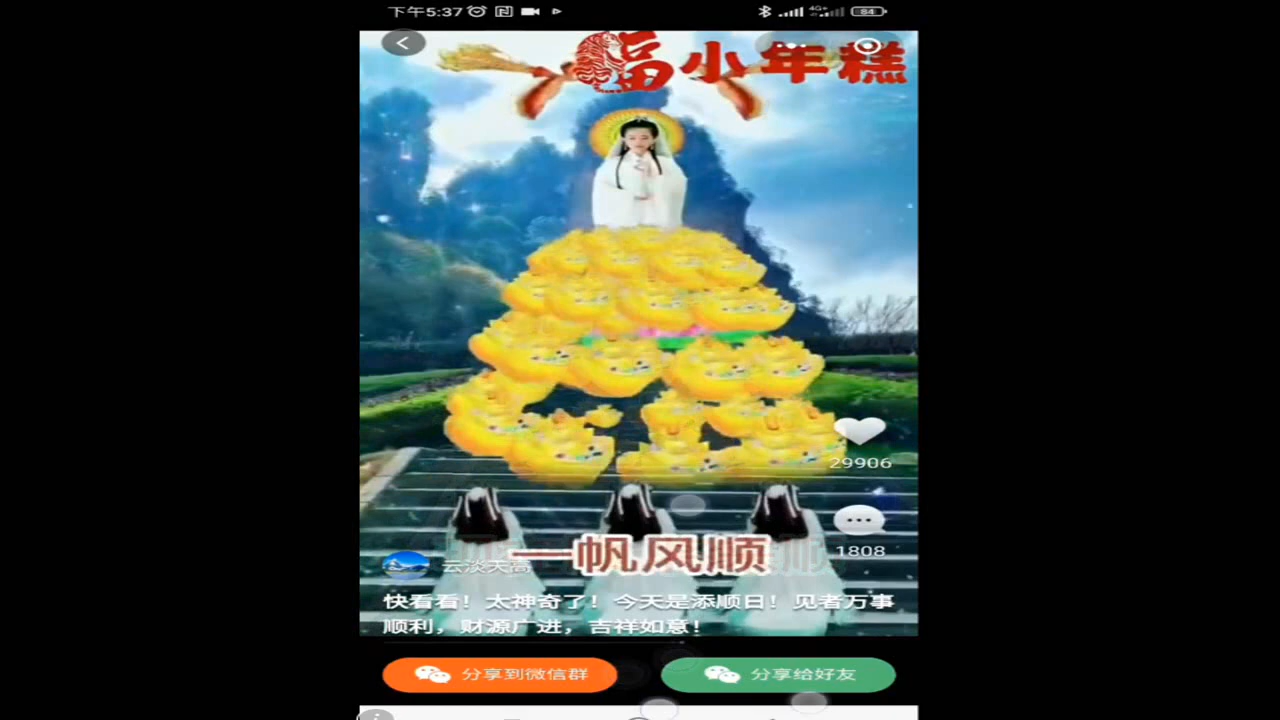 下午5:37
4G+
84
福小年糕
29906
1808
一帆风顺
云淡天高
快看看！太神奇了！今天是添顺日！见者万事
顺利，财源广进，吉祥如意！
分享到微信群
分享给好友